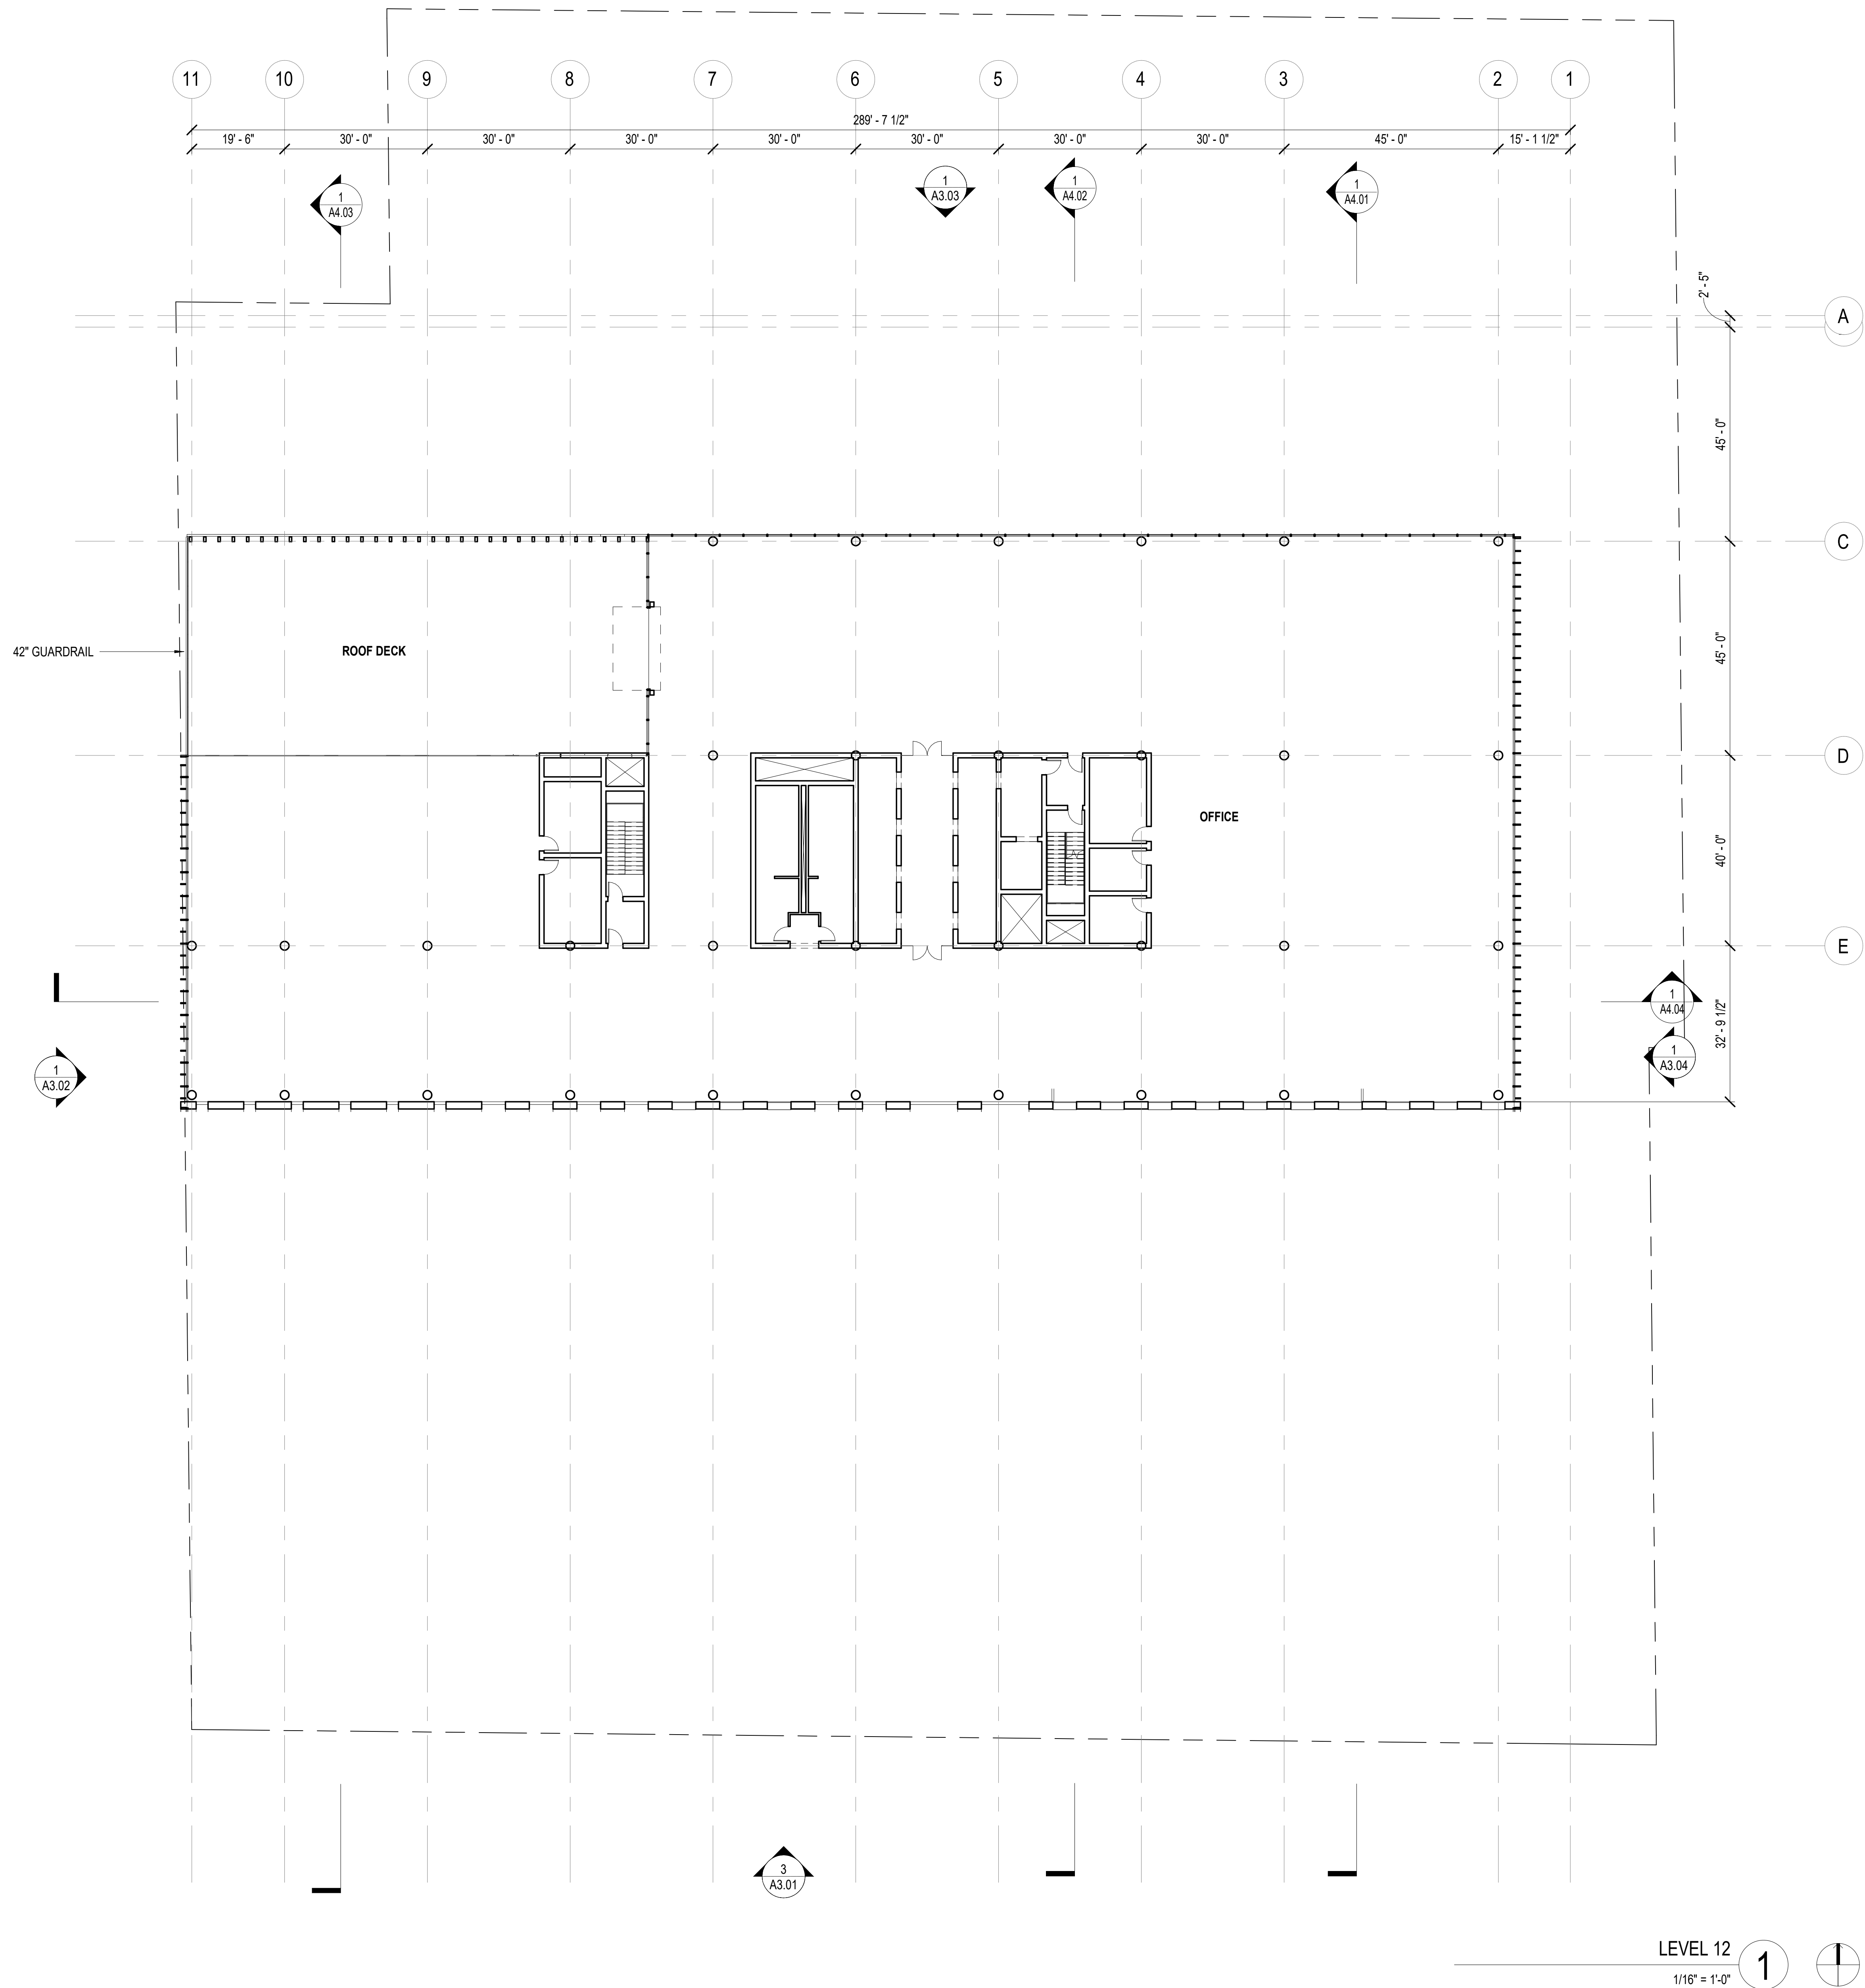 11 10 9 8 7 6 5 4 3 2 1
289' - 7 1/2"
19' - 6" 30' - 0" 30' - 0" 30' - 0" 30' - 0" 30' - 0" 30' - 0" 30' - 0" 45' - 0" 15' - 1 1/2"
1
A4.03
1
A3.03
1
A4.02
1
A4.01
2' - 5"
A
45' - 0"
C
45' - 0"
42" GUARDRAIL
ROOF DECK
D
OFFICE
40' - 0"
E
1
A4.04
32' - 9 1/2"
1
A3.04
1
A3.02
3
A3.01
LEVEL 12
1/16" = 1'-0"
1